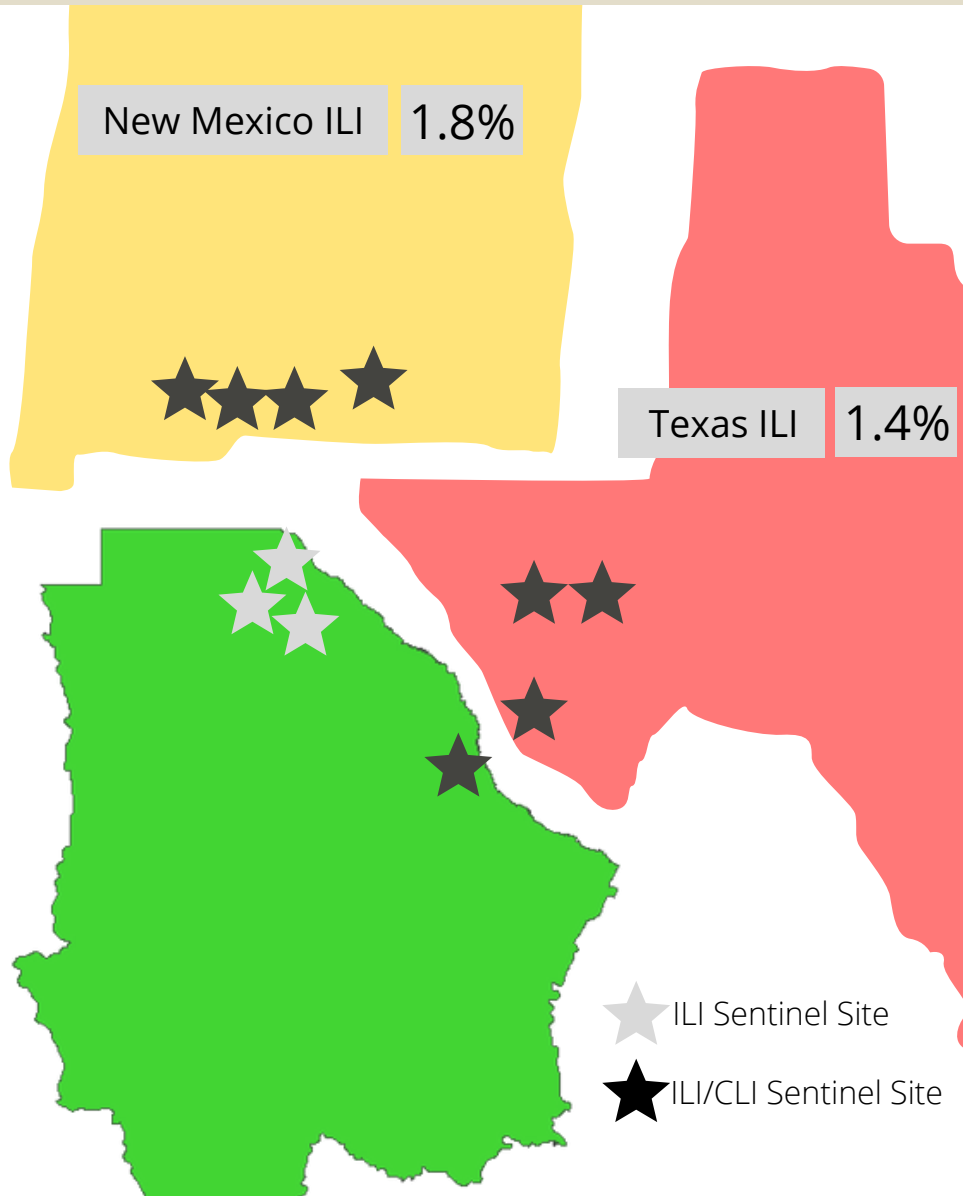 New Mexico ILI 1.8%
Texas ILI 1.4%
ILI Sentinel Site
ILI/CLI Sentinel Site